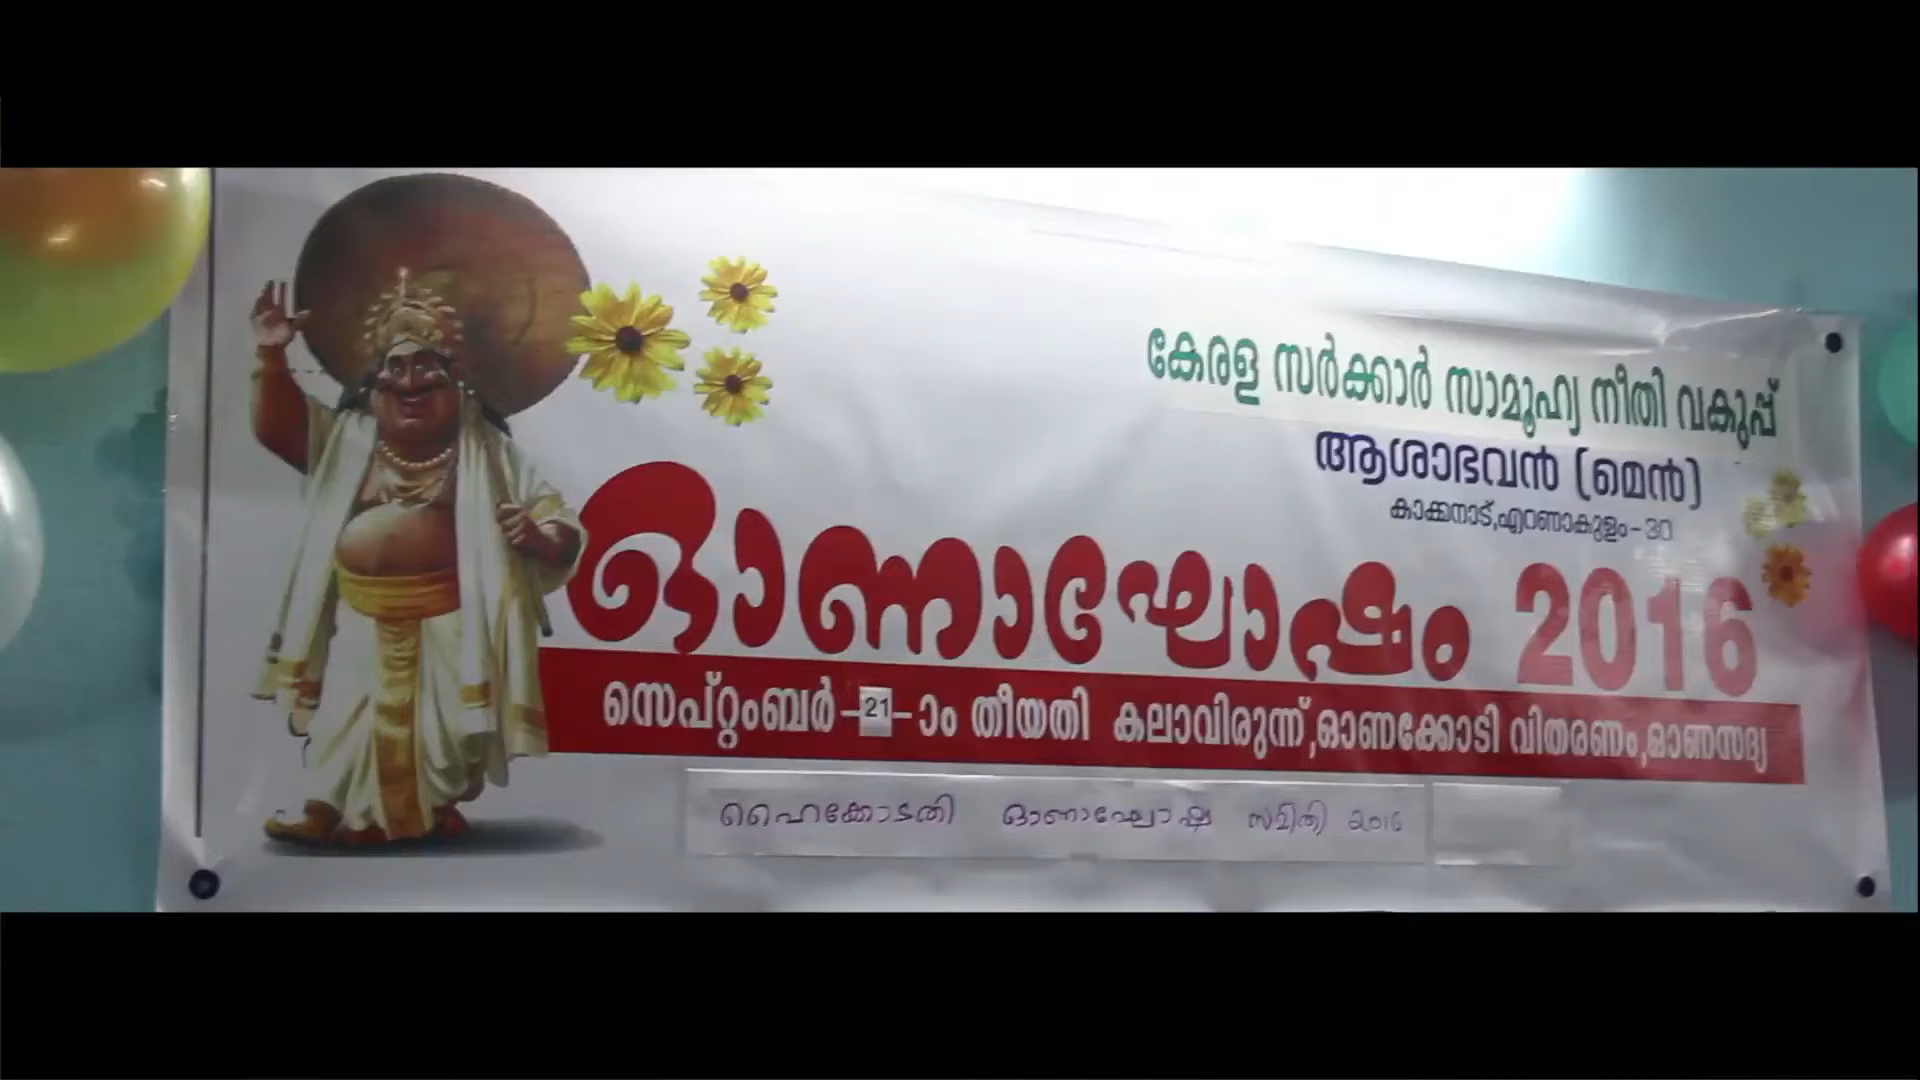 കേരള സർക്കാർ സാമൂഹ്യ നീതി വകുപ്പ്
ആശാഭവൻ (മെൻ)
കാക്കനാട്,എറണാകുളം-30
ഓണാഘോഷം 2016
സെപ്റ്റംബർ-21-ാം തീയതി കലാവിരുന്ന്,ഓണക്കോടി വിതരണം,ഓണസദ്യ
ഹൈക്കോടതി ഓണാഘോഷ സമിതി 2016